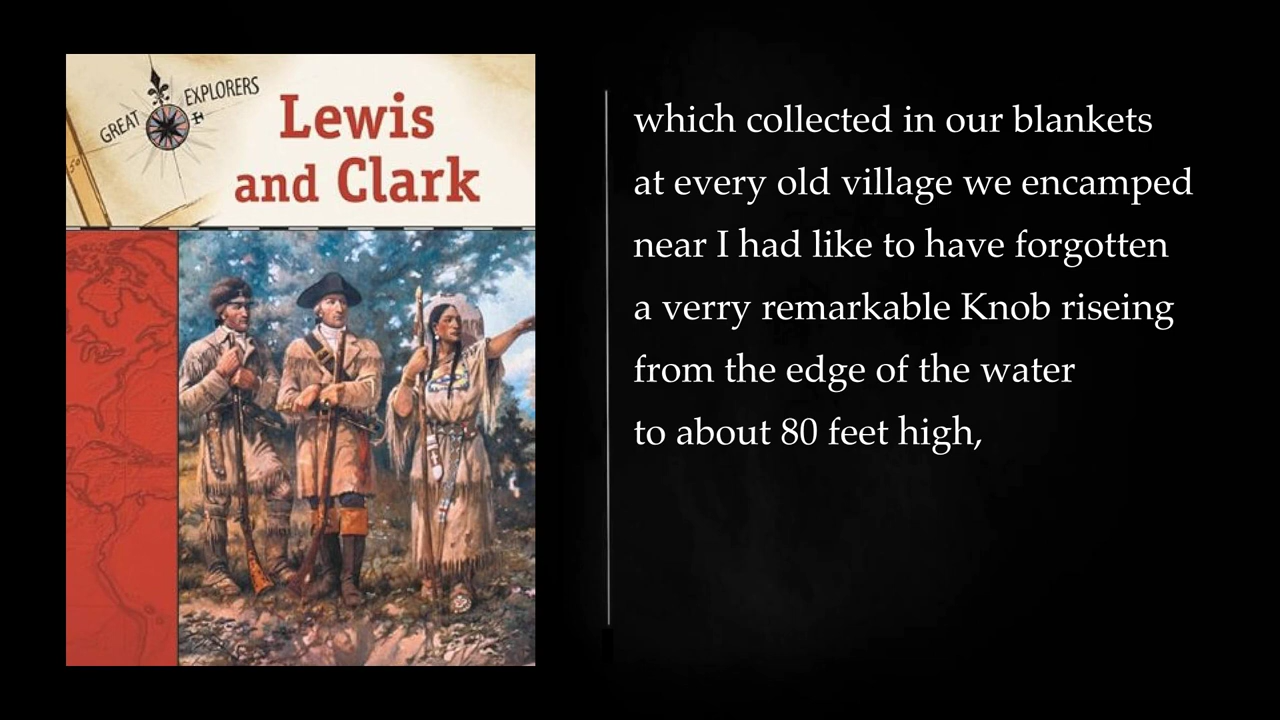 GREAT EXPLORERS
Lewis
and Clark
50
which collected in our blankets
at every old village we encamped
near I had like to have forgotten
a verry remarkable Knob riseing
from the edge of the water
to about 80 feet high,